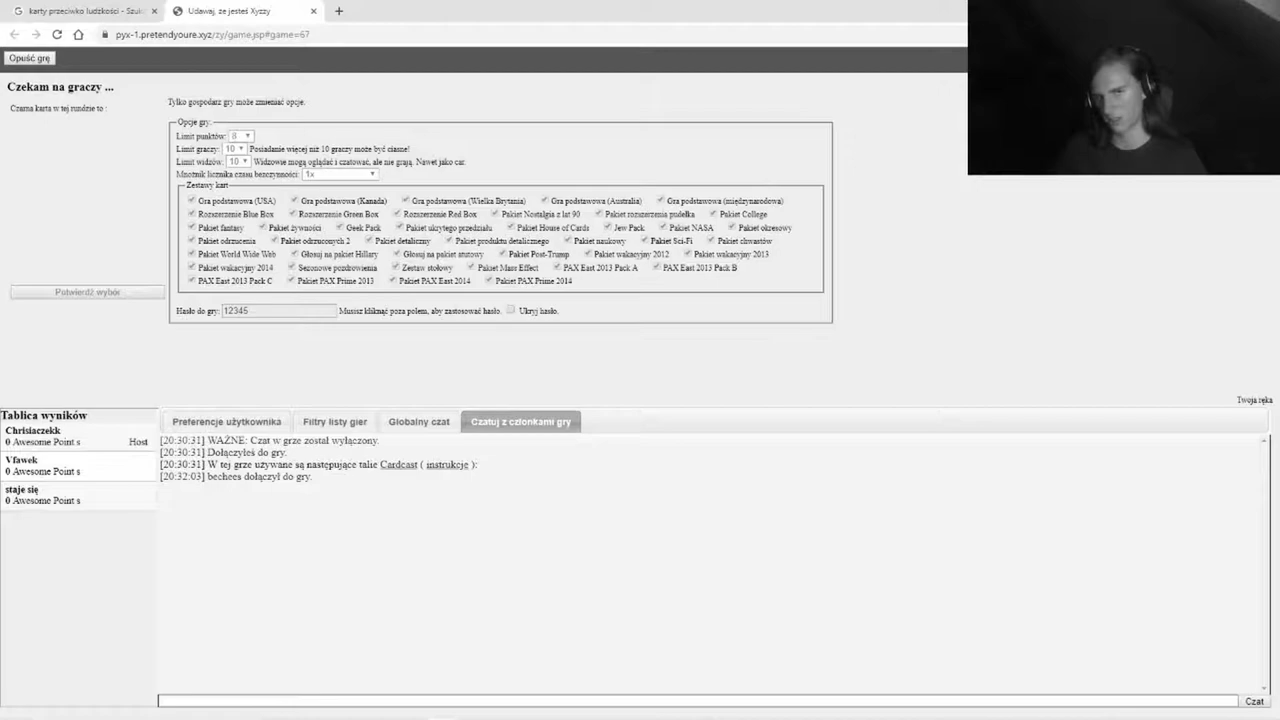 karty przeciwko ludzkości - Szuk
Udawaj, że jesteś Xyzzy
pyx-1.pretendyoure.xyz/zy/game.jsp#game=67
Opuść grę
Czekam na graczy ...
Czarna karta w tej rundzie to :
Potwierdź wybór
Tylko gospodarz gry może zmieniać opcje.
Opcje gry:
Limit punktów: 8
Limit graczy: 10 Posiadanie więcej niż 10 graczy może być ciasne!
Limit widzów: 10 Widzowie mogą oglądać i czatować, ale nie grają. Nawet jako car.
Mnożnik licznika czasu bezczynności: 1x
Zestawy kart
Gra podstawowa (USA) Gra podstawowa (Kanada) Gra podstawowa (Wielka Brytania) Gra podstawowa (Australia) Gra podstawowa (międzynarodowa)
Rozszerzenie Blue Box Rozszerzenie Green Box Rozszerzenie Red Box Pakiet Nostalgia z lat 90 Pakiet rozszerzenia pudełka Pakiet College
Pakiet fantasy Pakiet żywności Geek Pack Pakiet ukrytego przedziału Pakiet House of Cards Jew Pack Pakiet NASA Pakiet okresowy
Pakiet odrzucenia Pakiet odrzuconych 2 Pakiet detaliczny Pakiet produktu detalicznego Pakiet naukowy Pakiet Sci-Fi Pakiet chwastów
Pakiet World Wide Web Głosuj na pakiet Hillary Głosuj na pakiet atutowy Pakiet Post-Trump Pakiet wakacyjny 2012 Pakiet wakacyjny 2013
Pakiet wakacyjny 2014 Sezonowe pozdrowienia Zestaw stołowy Pakiet Mass Effect PAX East 2013 Pack A PAX East 2013 Pack B
PAX East 2013 Pack C Pakiet PAX Prime 2013 Pakiet PAX East 2014 Pakiet PAX Prime 2014
Hasło do gry: 12345 Musisz kliknąć poza polem, aby zastosować hasło. Ukryj hasło.
Twoja ręka
Tablica wyników
Chrisiaczekk
0 Awesome Point s Host
Vfawek
0 Awesome Point s
staje się
0 Awesome Point s
Preferencje użytkownika Filtry listy gier Globalny czat Czatuj z członkami gry
[20:30:31] WAŻNE: Czat w grze został wyłączony.
[20:30:31] Dołączyłeś do gry.
[20:30:31] W tej grze używane są następujące talie Cardcast ( instrukcje ):
[20:32:03] bechees dołączył do gry.
Czat